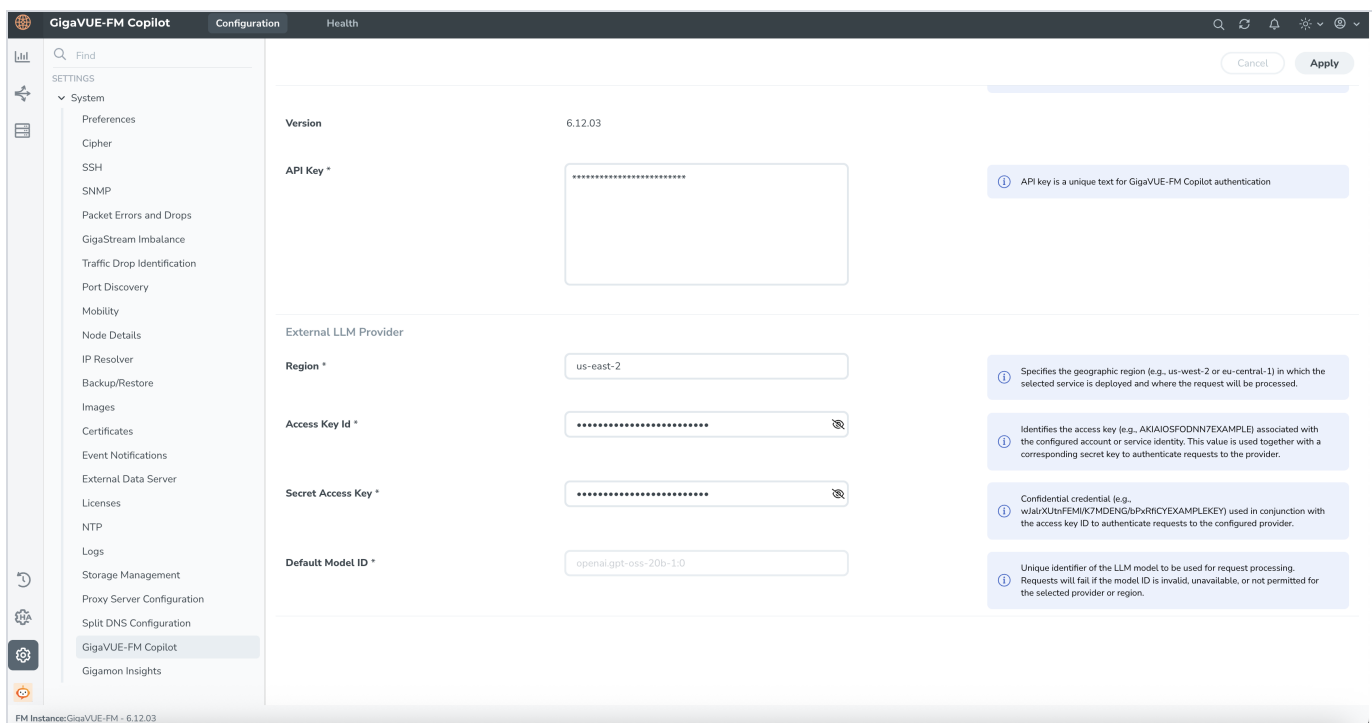 GigaVUE-FM Copilot
Configuration
Health
Find
Cancel
Apply
SETTINGS
System
Preferences
Cipher
SSH
SNMP
Packet Errors and Drops
GigaStream Imbalance
Traffic Drop Identification
Port Discovery
Mobility
Node Details
IP Resolver
Backup/Restore
Images
Certificates
Event Notifications
External Data Server
Licenses
NTP
Logs
Storage Management
Proxy Server Configuration
Split DNS Configuration
GigaVUE-FM Copilot
Gigamon Insights
HA
Version
6.12.03
API Key *
*************************
API key is a unique text for GigaVUE-FM Copilot authentication
External LLM Provider
Region *
us-east-2
Specifies the geographic region (e.g., us-west-2 or eu-central-1) in which the
selected service is deployed and where the request will be processed.
Access Key Id *
•••••••••••••••••••••••••
Identifies the access key (e.g., AKIAIOSFODNN7EXAMPLE) associated with
the configured account or service identity. This value is used together with a
corresponding secret key to authenticate requests to the provider.
Secret Access Key *
•••••••••••••••••••••••••
Confidential credential (e.g.,
wJalrXUtnFEMI/K7MDENG/bPxRfiCYEXAMPLEKEY) used in conjunction with
the access key ID to authenticate requests to the configured provider.
Default Model ID *
openai.gpt-oss-20b-1:0
Unique identifier of the LLM model to be used for request processing.
Requests will fail if the model ID is invalid, unavailable, or not permitted for
the selected provider or region.
FM Instance:GigaVUE-FM - 6.12.03